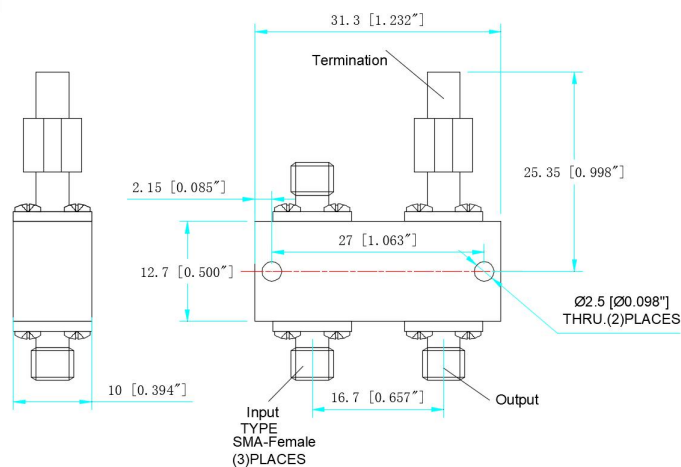 31.3 [1.232″]
Termination
25.35 [0.998″]
2.15 [0.085″]
27 [1.063″]
12.7 [0.500″]
Ø2.5 [Ø0.098"]
THRU.(2)PLACES
10 [0.394″]
16.7 [0.657″]
Output
Input
TYPE
SMA-Female
(3)PLACES